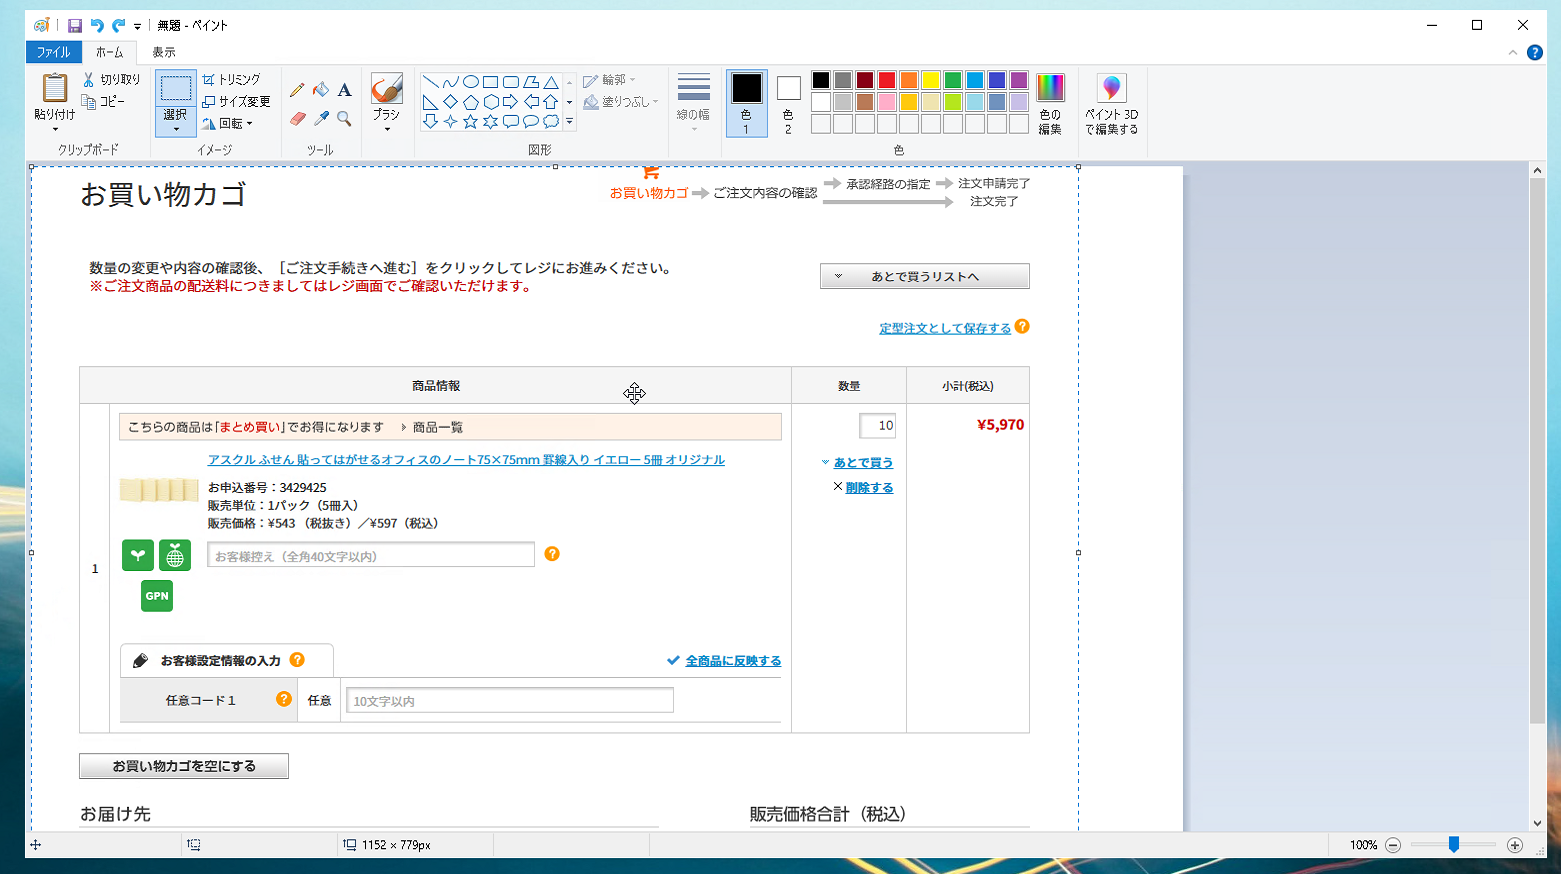 無題 - ペイント
ファイル ホーム 表示
貼り付け
切り取り
コピー
クリップボード
選択
トリミング
サイズ変更
回転
イメージ
A
ツール
ブラシ
図形
輪郭
塗りつぶし
線の幅
色
1
色
2
色の
編集
色
ペイント 3D
で編集する
お買い物カゴ
お買い物カゴ ご注文内容の確認 承認経路の指定 注文申請完了
注文完了
数量の変更や内容の確認後、［ご注文手続きへ進む］をクリックしてレジにお進みください。
※ご注文商品の配送料につきましてはレジ画面でご確認いただけます。
あとで買うリストへ
定型注文として保存する ?
商品情報 数量 小計(税込)
1
こちらの商品は「まとめ買い」でお得になります 商品一覧
アスクル ふせん 貼ってはがせるオフィスのノート75×75mm 罫線入り イエロー 5冊 オリジナル
お申込番号：3429425
販売単位：1パック（5冊入）
販売価格：¥543 （税抜き）／¥597（税込）
お客様控え（全角40文字以内） ?
GPN
10
あとで買う
削除する
¥5,970
お客様設定情報の入力 ?
全商品に反映する
任意コード１ ? 任意 10文字以内
お買い物カゴを空にする
お届け先
販売価格合計（税込）
1152 × 779px
100%